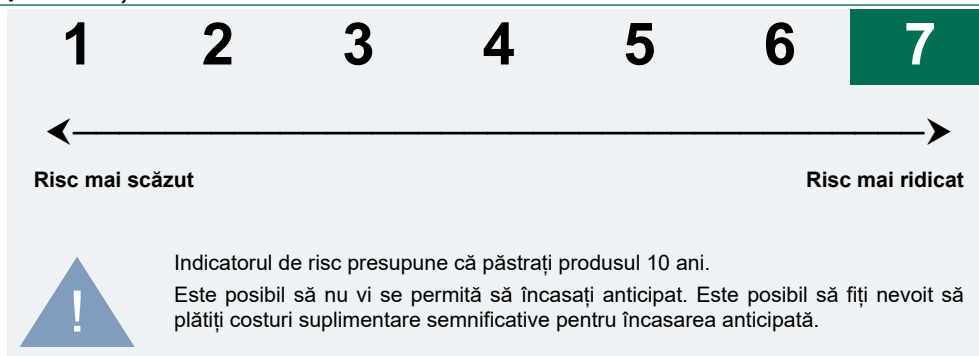 1 2 3 4 5 6 7
Risc mai scăzut Risc mai ridicat
Indicatorul de risc presupune că păstrați produsul 10 ani.
Este posibil să nu vi se permită să încasați anticipat. Este posibil să fiți nevoit să
plătiți costuri suplimentare semnificative pentru încasarea anticipată.